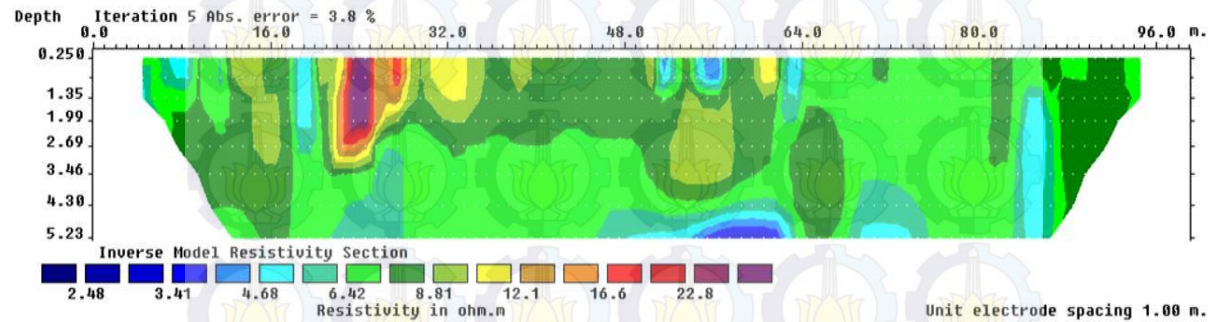 Depth Iteration 5 Abs. error = 3.8 %
0.0 16.0 32.0 48.0 64.0 80.0 96.0 m.
0.250
1.35
1.99
2.69
3.46
4.30
5.23
Inverse Model Resistivity Section
2.48 3.41 4.68 6.42 8.81 12.1 16.6 22.8
Resistivity in ohm.m Unit electrode spacing 1.00 m.